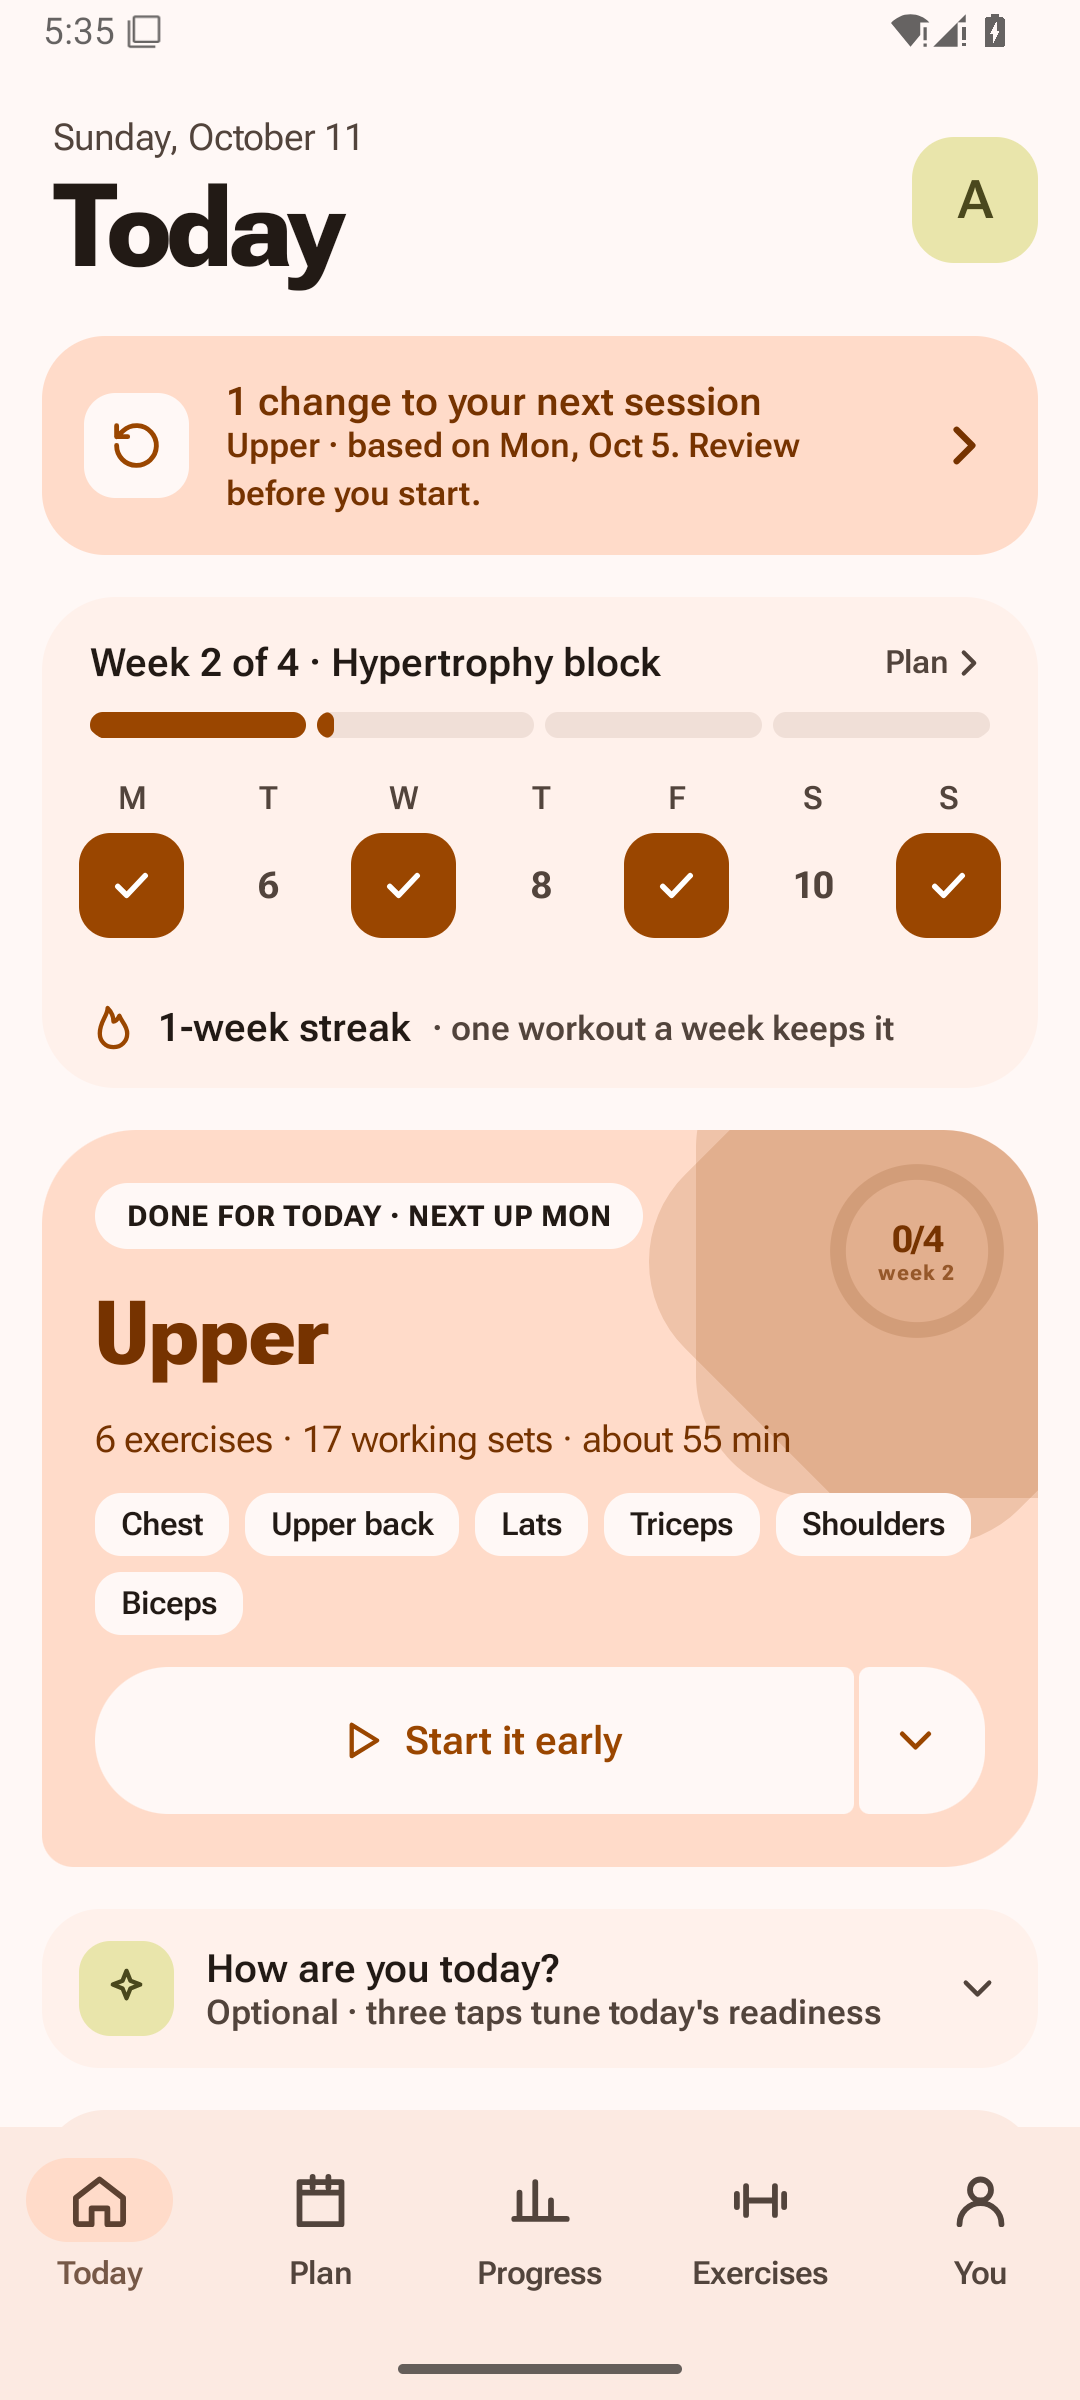 5:35
Sunday, October 11
Today
A
1 change to your next session
Upper · based on Mon, Oct 5. Review
before you start.
Week 2 of 4 · Hypertrophy block
Plan
M T W T F S S
6 8 10
1-week streak · one workout a week keeps it
DONE FOR TODAY · NEXT UP MON
0/4
week 2
Upper
6 exercises · 17 working sets · about 55 min
Chest Upper back Lats Triceps Shoulders
Biceps
Start it early
How are you today?
Optional · three taps tune today's readiness
Today Plan Progress Exercises You